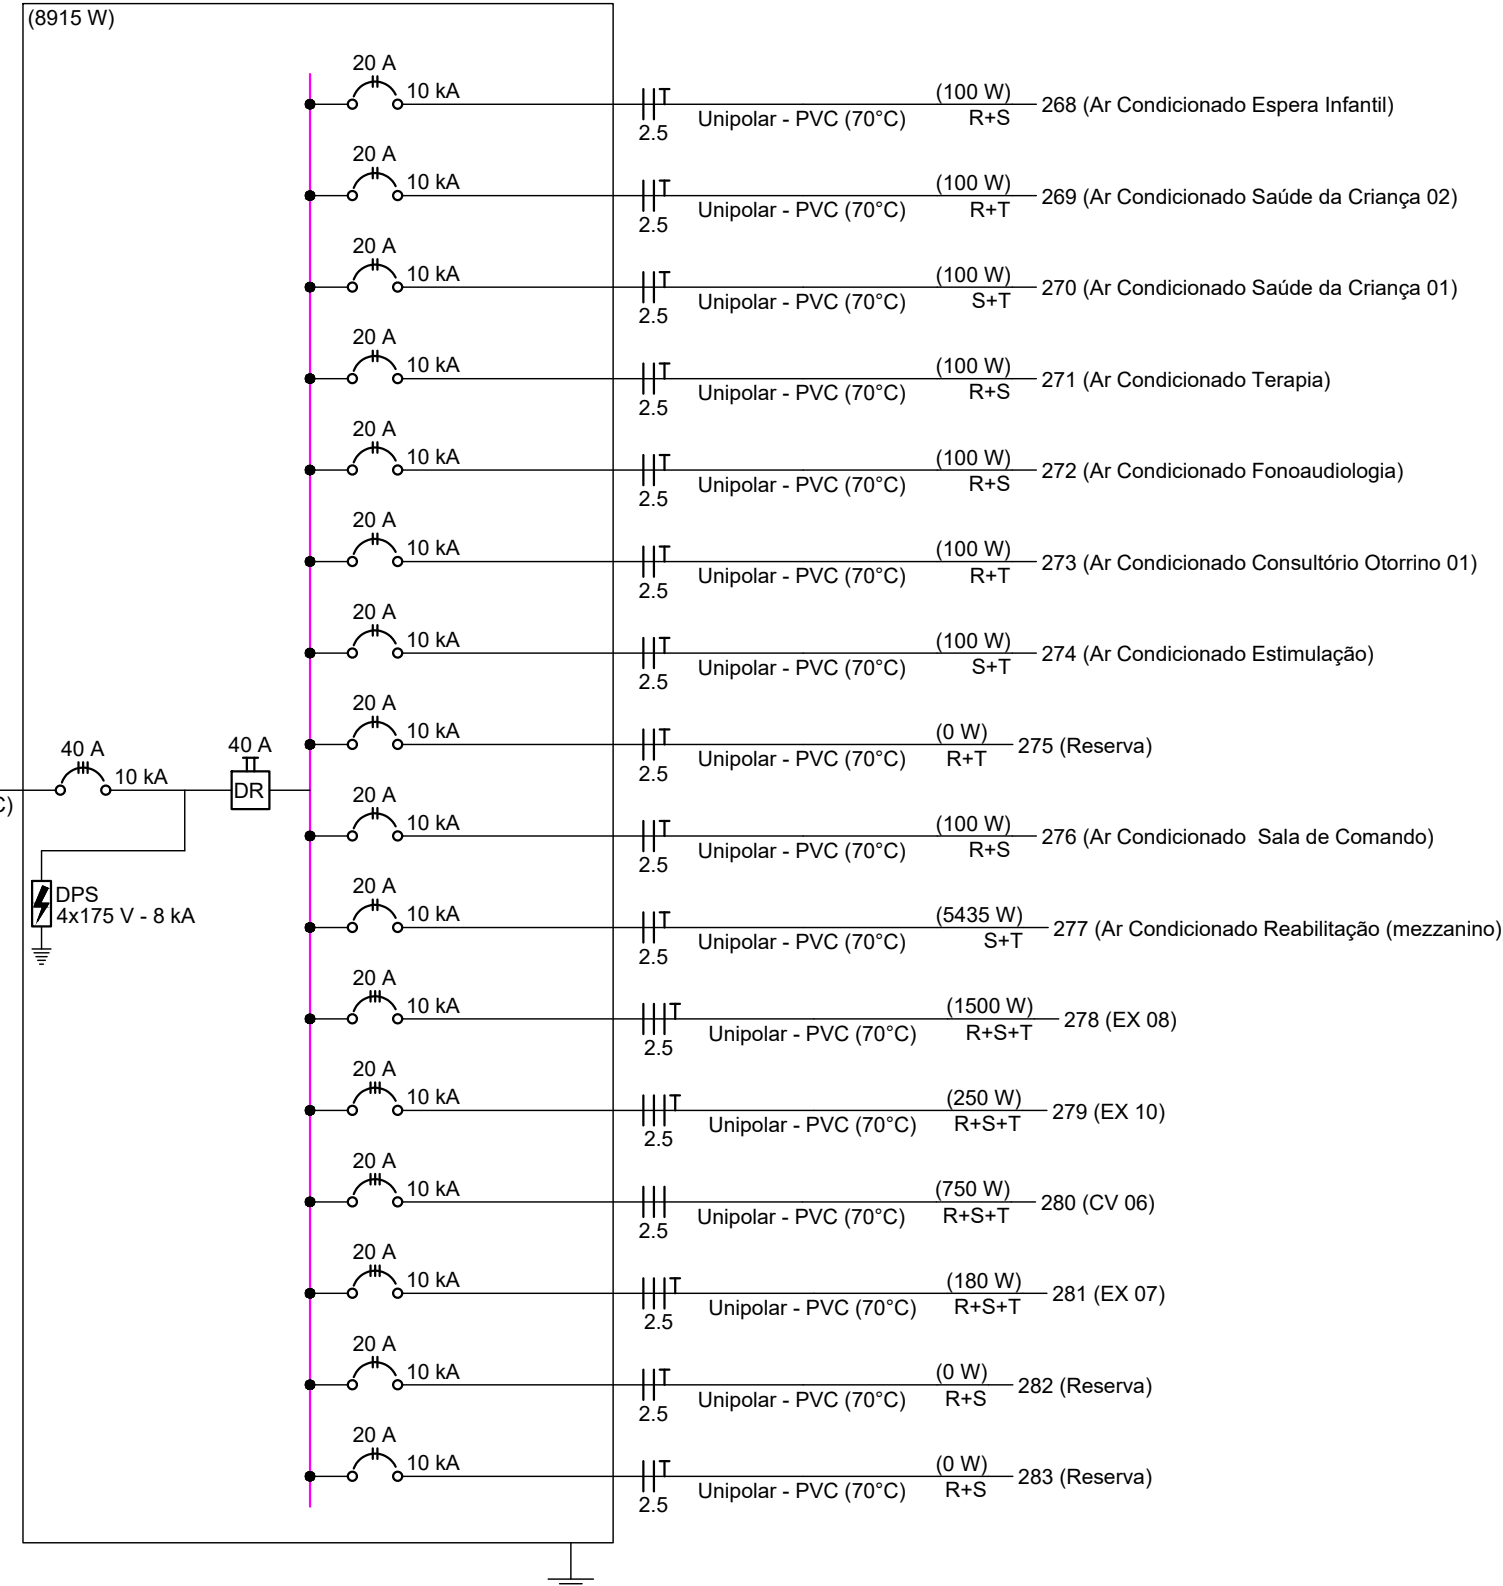 (8915 W)
20 A
10 kA
2.5
Unipolar - PVC (70°C)
(100 W)
R+S
268 (Ar Condicionado Espera Infantil)
20 A
10 kA
2.5
Unipolar - PVC (70°C)
(100 W)
R+T
269 (Ar Condicionado Saúde da Criança 02)
20 A
10 kA
2.5
Unipolar - PVC (70°C)
(100 W)
S+T
270 (Ar Condicionado Saúde da Criança 01)
20 A
10 kA
2.5
Unipolar - PVC (70°C)
(100 W)
R+S
271 (Ar Condicionado Terapia)
20 A
10 kA
2.5
Unipolar - PVC (70°C)
(100 W)
R+S
272 (Ar Condicionado Fonoaudiologia)
20 A
10 kA
2.5
Unipolar - PVC (70°C)
(100 W)
R+T
273 (Ar Condicionado Consultório Otorrino 01)
20 A
10 kA
2.5
Unipolar - PVC (70°C)
(100 W)
S+T
274 (Ar Condicionado Estimulação)
20 A
10 kA
2.5
Unipolar - PVC (70°C)
(0 W)
R+T
275 (Reserva)
40 A
10 kA
40 A
DR
C)
DPS
4x175 V - 8 kA
20 A
10 kA
2.5
Unipolar - PVC (70°C)
(100 W)
R+S
276 (Ar Condicionado  Sala de Comando)
20 A
10 kA
2.5
Unipolar - PVC (70°C)
(5435 W)
S+T
277 (Ar Condicionado Reabilitação (mezzanino)
20 A
10 kA
2.5
Unipolar - PVC (70°C)
(1500 W)
R+S+T
278 (EX 08)
20 A
10 kA
2.5
Unipolar - PVC (70°C)
(250 W)
R+S+T
279 (EX 10)
20 A
10 kA
2.5
Unipolar - PVC (70°C)
(750 W)
R+S+T
280 (CV 06)
20 A
10 kA
2.5
Unipolar - PVC (70°C)
(180 W)
R+S+T
281 (EX 07)
20 A
10 kA
2.5
Unipolar - PVC (70°C)
(0 W)
R+S
282 (Reserva)
20 A
10 kA
2.5
Unipolar - PVC (70°C)
(0 W)
R+S
283 (Reserva)